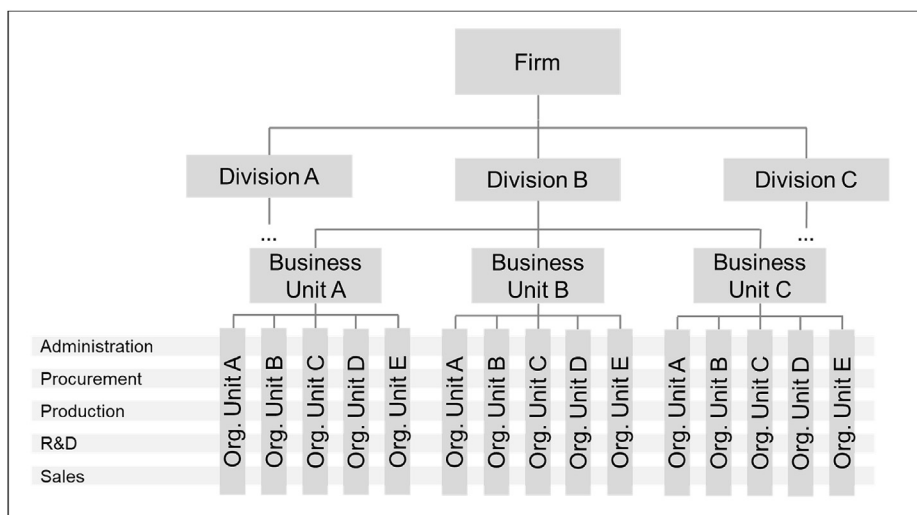 Firm
Division A
Division B
Division C
...
...
Business
Unit A
Business
Unit B
Business
Unit C
Administration
Procurement
Production
R&D
Sales
Org. Unit A
Org. Unit B
Org. Unit C
Org. Unit D
Org. Unit E
Org. Unit A
Org. Unit B
Org. Unit C
Org. Unit D
Org. Unit E
Org. Unit A
Org. Unit B
Org. Unit C
Org. Unit D
Org. Unit E